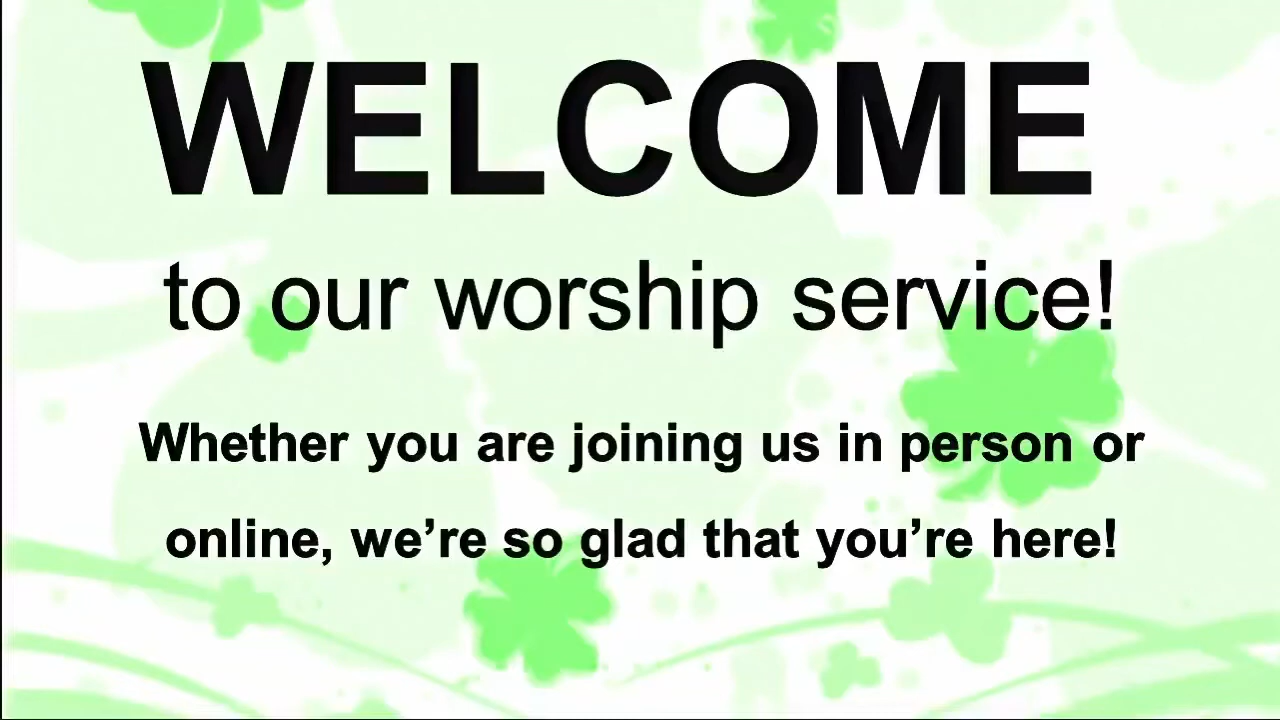 WELCOME
to our worship service!
Whether you are joining us in person or
online, we’re so glad that you’re here!